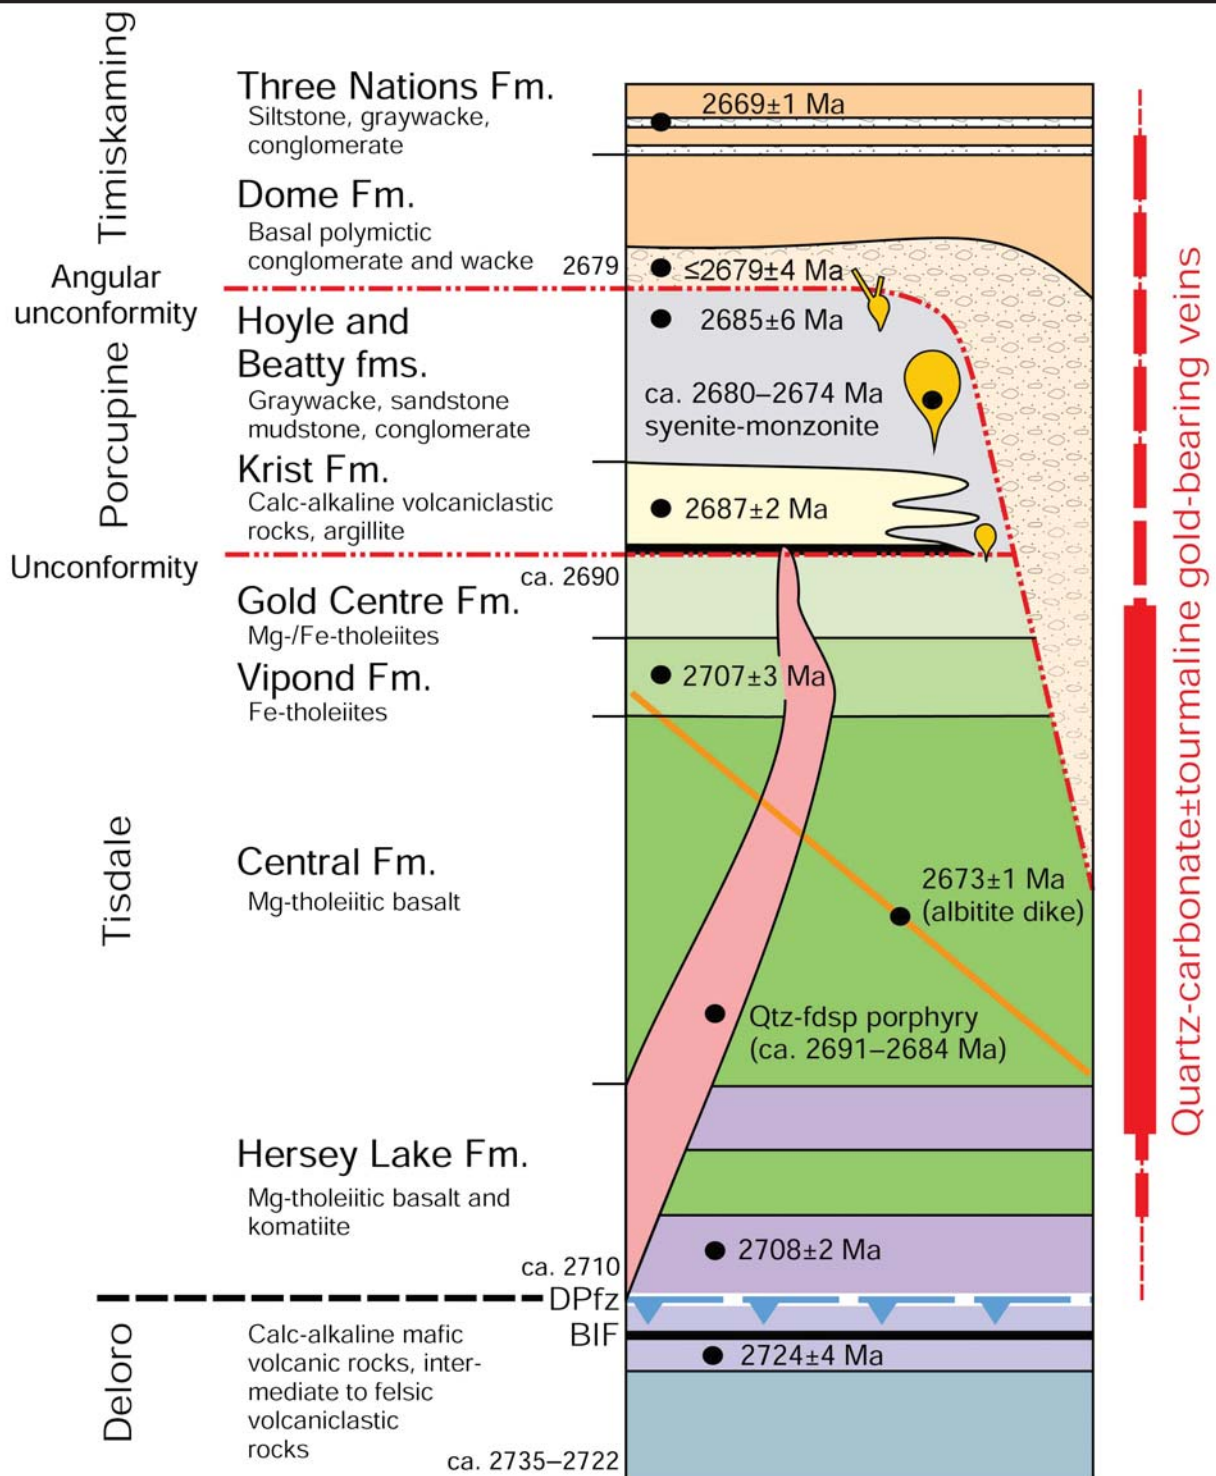 Timiskaming
Three Nations Fm.
Siltstone, graywacke,
conglomerate
2669±1 Ma
Dome Fm.
Basal polymictic
conglomerate and wacke
2679
≤2679±4 Ma
Angular
unconformity
Porcupine
Hoyle and
Beatty fms.
Graywacke, sandstone
mudstone, conglomerate
2685±6 Ma
ca. 2680–2674 Ma
syenite-monzonite
Krist Fm.
Calc-alkaline volcaniclastic
rocks, argillite
2687±2 Ma
Unconformity
ca. 2690
Tisdale
Gold Centre Fm.
Mg-/Fe-tholeiites
Vipond Fm.
Fe-tholeiites
2707±3 Ma
Central Fm.
Mg-tholeiitic basalt
2673±1 Ma
(albitite dike)
Qtz-fdsp porphyry
(ca. 2691–2684 Ma)
Hersey Lake Fm.
Mg-tholeiitic basalt and
komatiite
2708±2 Ma
ca. 2710
DPfz
BIF
Deloro
Calc-alkaline mafic
volcanic rocks, inter-
mediate to felsic
volcaniclastic
rocks
2724±4 Ma
ca. 2735–2722
Quartz-carbonate±tourmaline gold-bearing veins